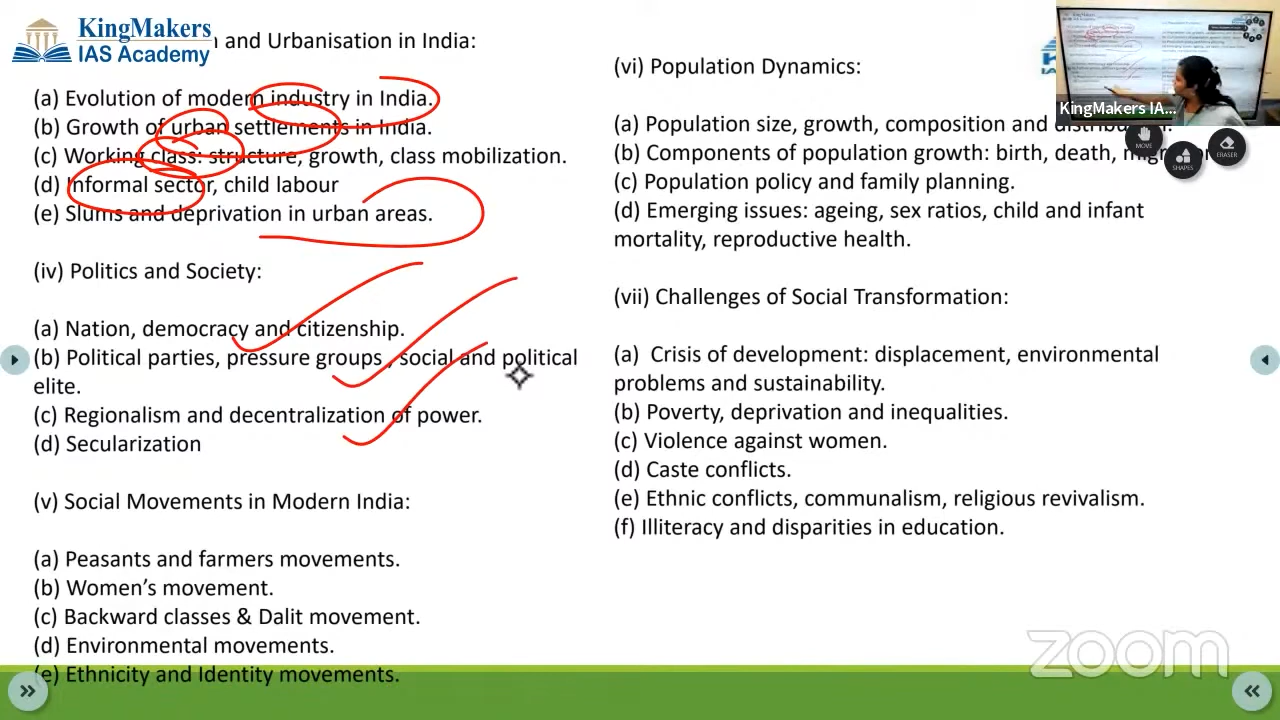 KingMakers
IAS Academy
and Urbanisation in India:
(a) Evolution of modern industry in India.
(b) Growth of urban settlements in India.
(c) Working class: structure, growth, class mobilization.
(d) Informal sector, child labour
(e) Slums and deprivation in urban areas.
(iv) Politics and Society:
(a) Nation, democracy and citizenship.
(b) Political parties, pressure groups , social and political
elite.
(c) Regionalism and decentralization of power.
(d) Secularization
(v) Social Movements in Modern India:
(a) Peasants and farmers movements.
(b) Women’s movement.
(c) Backward classes & Dalit movement.
(d) Environmental movements.
(e) Ethnicity and Identity movements.
(vi) Population Dynamics:
(a) Population size, growth, composition and
(b) Components of population growth: birth, death,
(c) Population policy and family planning.
(d) Emerging issues: ageing, sex ratios, child and infant
mortality, reproductive health.
(vii) Challenges of Social Transformation:
(a) Crisis of development: displacement, environmental
problems and sustainability.
(b) Poverty, deprivation and inequalities.
(c) Violence against women.
(d) Caste conflicts.
(e) Ethnic conflicts, communalism, religious revivalism.
(f) Illiteracy and disparities in education.
KingMakers IA...
MOVE
SHAPES
ERASER
zoom